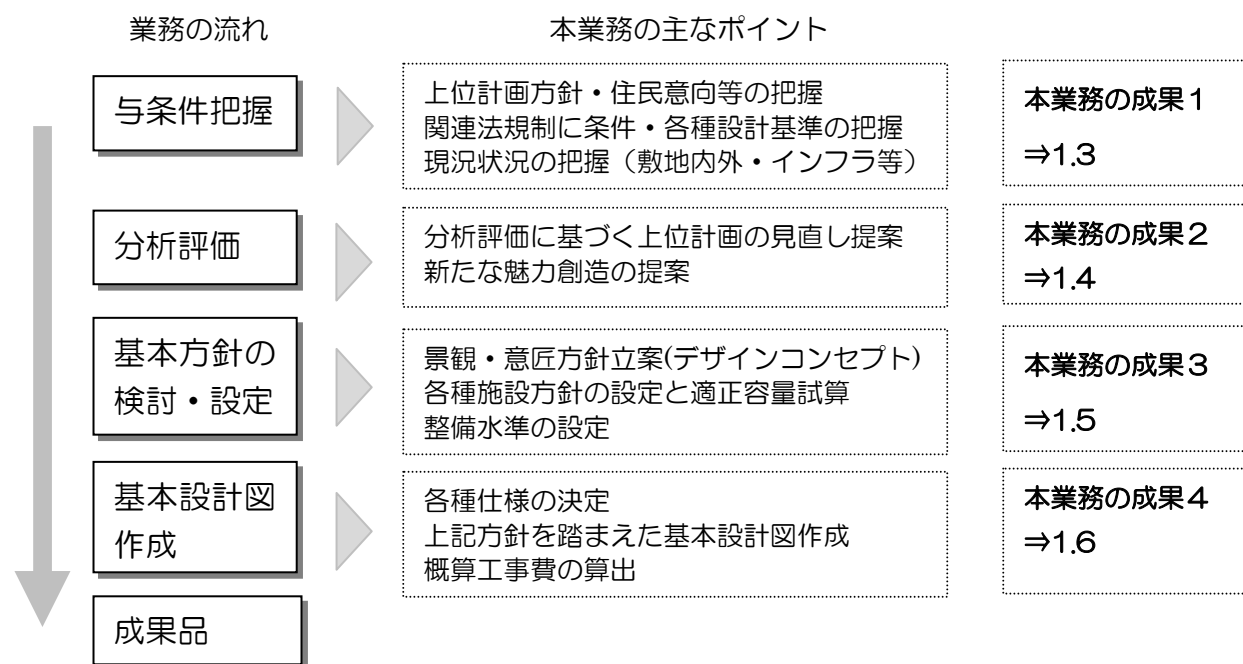 業務の流れ
本業務の主なポイント
与条件把握
上位計画方針・住民意向等の把握
関連法規制に条件・各種設計基準の把握
現況状況の把握（敷地内外・インフラ等）
本業務の成果１
⇒1.3
分析評価
分析評価に基づく上位計画の見直し提案
新たな魅力創造の提案
本業務の成果２
⇒1.4
基本方針の
検討・設定
景観・意匠方針立案(デザインコンセプト)
各種施設方針の設定と適正容量試算
整備水準の設定
本業務の成果３
⇒1.5
基本設計図
作成
各種仕様の決定
上記方針を踏まえた基本設計図作成
概算工事費の算出
本業務の成果４
⇒1.6
成果品